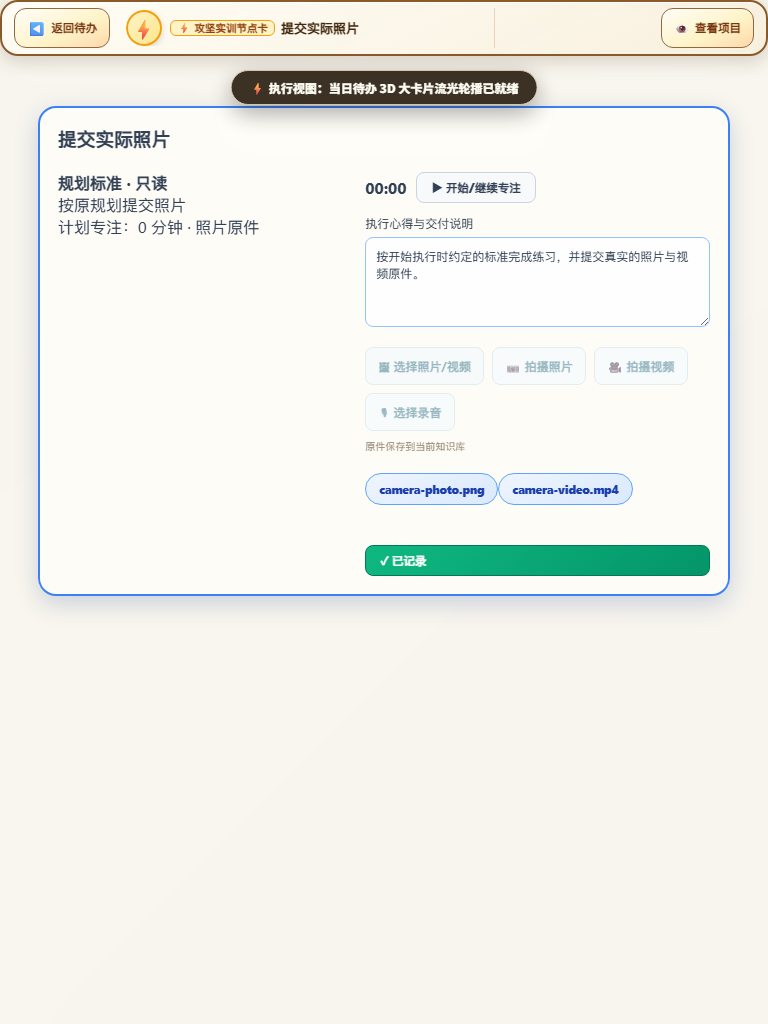 返回待办
攻坚实训节点卡
提交实际照片
查看项目
执行视图：当日待办 3D 大卡片流光轮播已就绪
提交实际照片
规划标准 · 只读
按原规划提交照片
计划专注：0 分钟 · 照片原件
00:00
▶ 开始/继续专注
执行心得与交付说明
按开始执行时约定的标准完成练习，并提交真实的照片与视
频原件。
选择照片/视频
拍摄照片
拍摄视频
选择录音
原件保存到当前知识库
camera-photo.png
camera-video.mp4
✓ 已记录